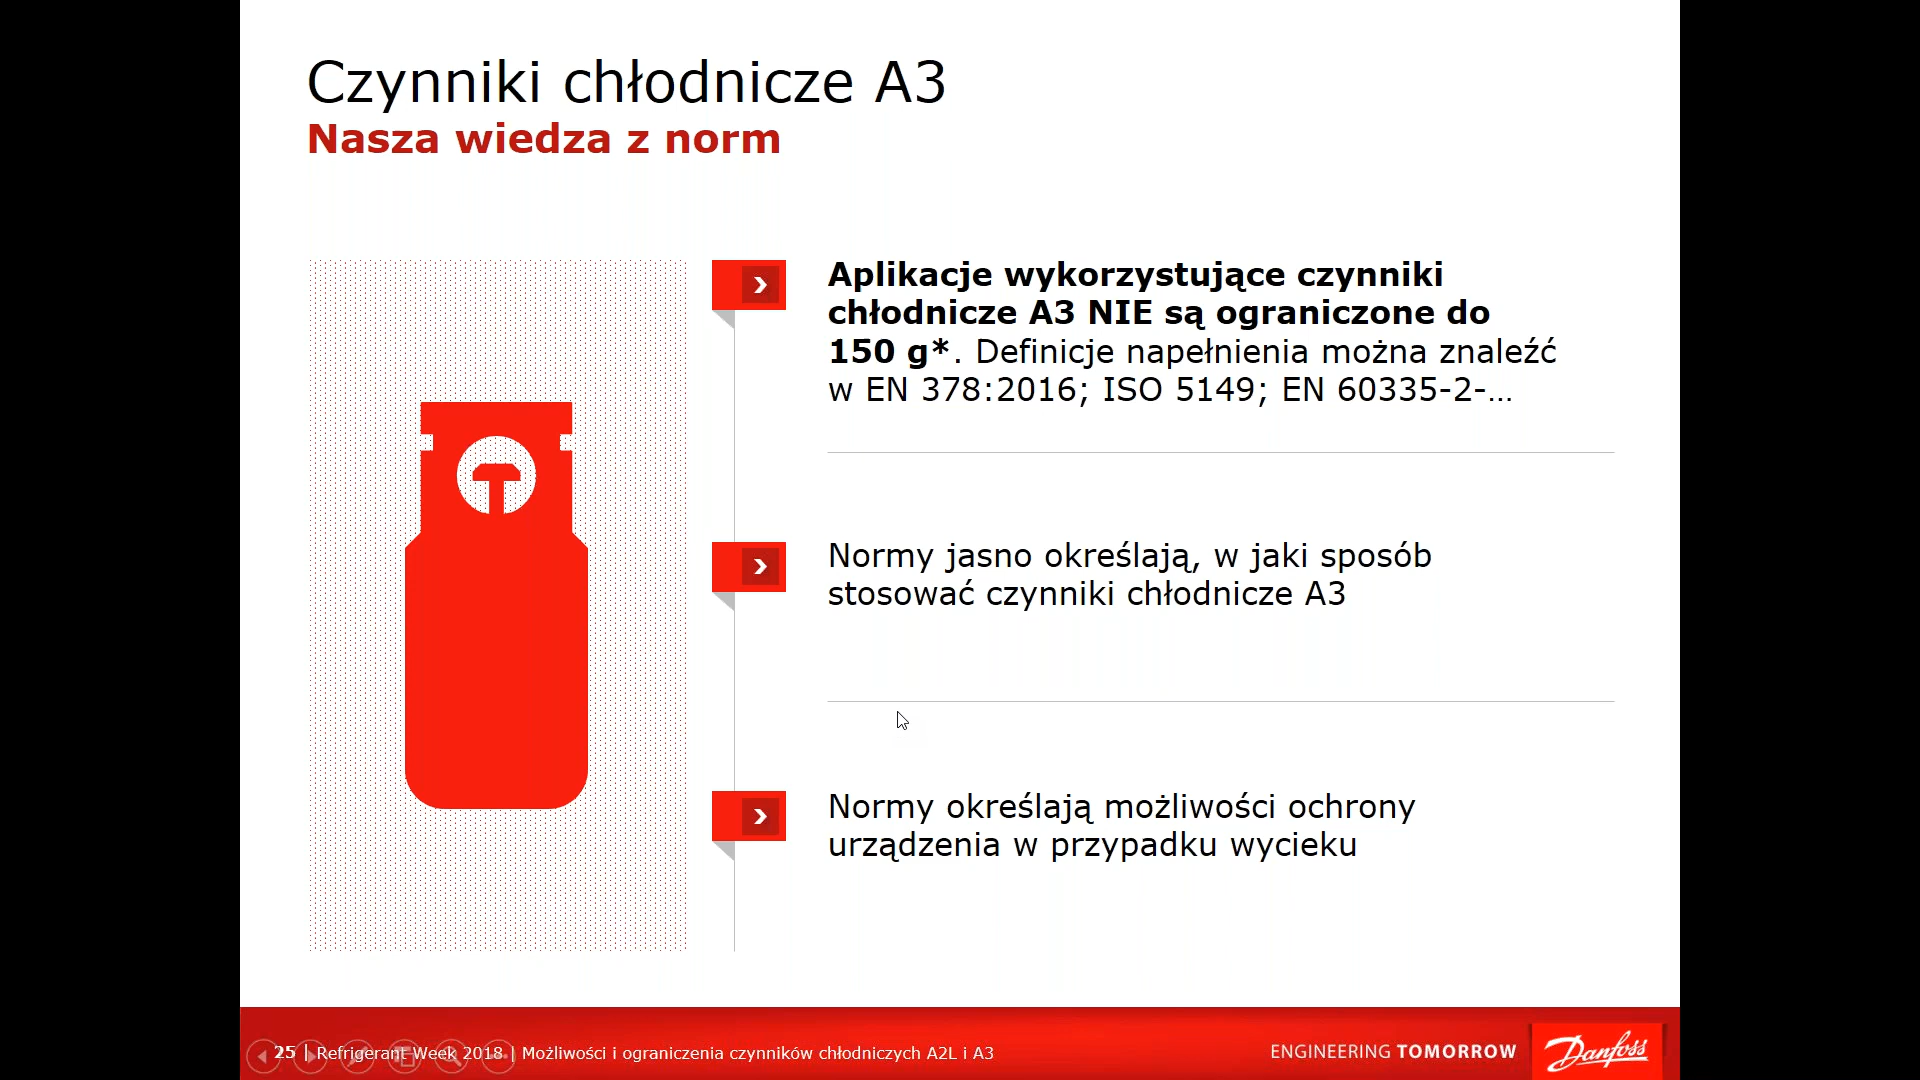 Czynniki chłodnicze A3
Nasza wiedza z norm
Aplikacje wykorzystujące czynniki
chłodnicze A3 NIE są ograniczone do
150 g*. Definicje napełnienia można znaleźć
w EN 378:2016; ISO 5149; EN 60335-2-...
Normy jasno określają, w jaki sposób
stosować czynniki chłodnicze A3
Normy określają możliwości ochrony
urządzenia w przypadku wycieku
25 | Refrigerant Week 2018 | Możliwości i ograniczenia czynników chłodniczych A2L i A3
ENGINEERING TOMORROW
Danfoss